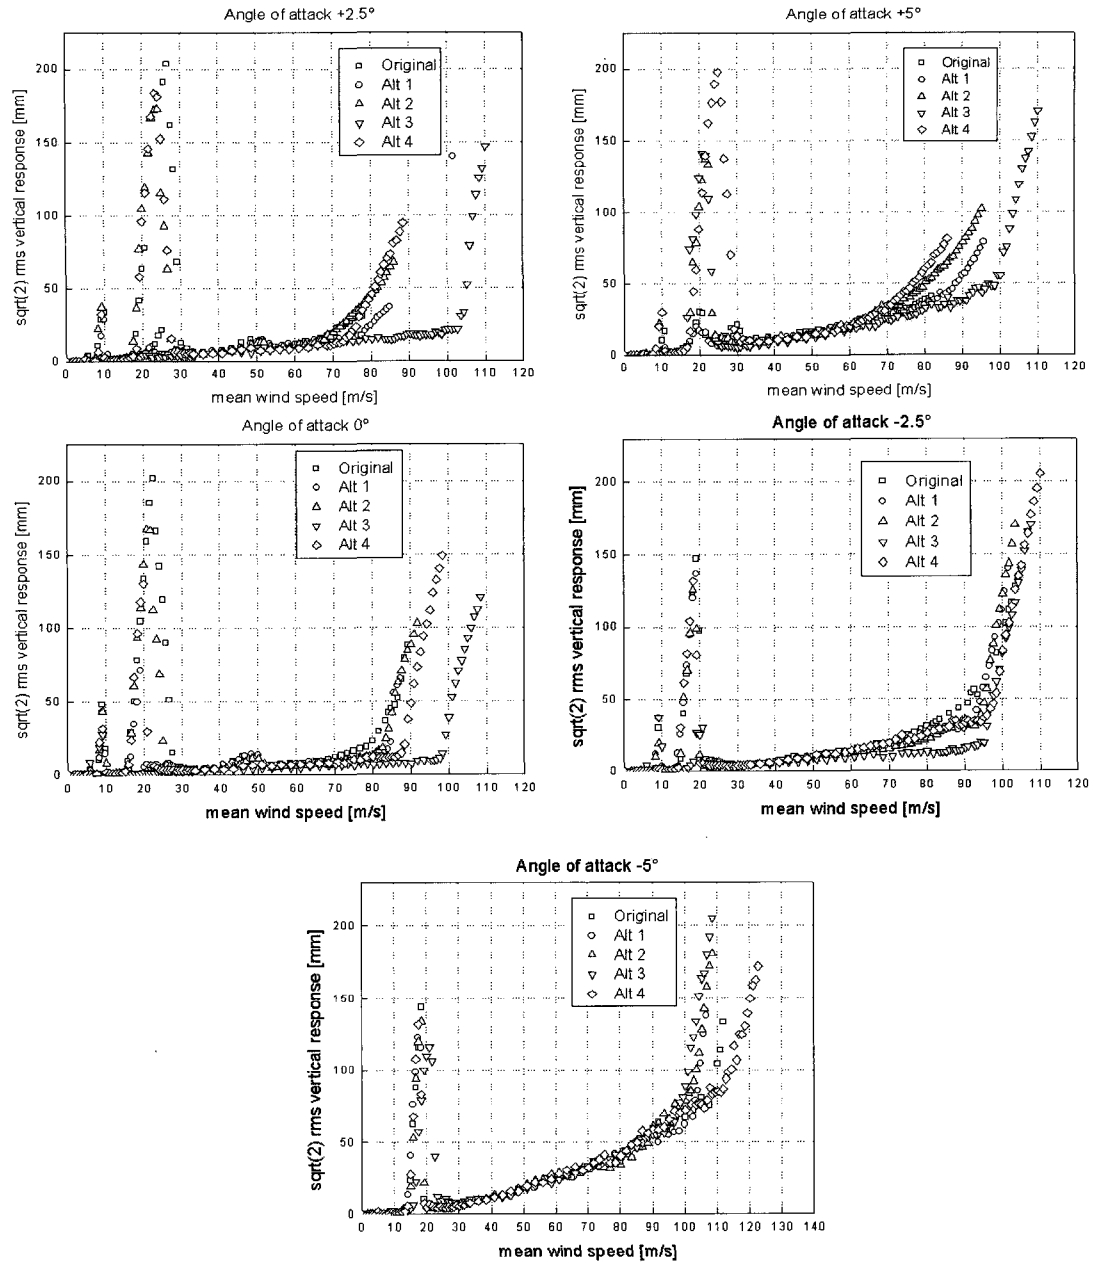 Angle of attack +2.5°
sqrt(2) rms vertical response [mm]
200
150
100
50
0
Original
Alt 1
Alt 2
Alt 3
Alt 4
0 10 20 30 40 50 60 70 80 90 100 110 120
mean wind speed [m/s]
Angle of attack +5°
sqrt(2) rms vertical response [mm]
200
150
100
50
0
Original
Alt 1
Alt 2
Alt 3
Alt 4
0 10 20 30 40 50 60 70 80 90 100 110 120
mean wind speed [m/s]
Angle of attack 0°
sqrt(2) rms vertical response [mm]
200
150
100
50
0
Original
Alt 1
Alt 2
Alt 3
Alt 4
0 10 20 30 40 50 60 70 80 90 100 110 120
mean wind speed [m/s]
Angle of attack -2.5°
sqrt(2) rms vertical response [mm]
200
150
100
50
0
Original
Alt 1
Alt 2
Alt 3
Alt 4
0 10 20 30 40 50 60 70 80 90 100 110 120
mean wind speed [m/s]
Angle of attack -5°
sqrt(2) rms vertical response [mm]
200
150
100
50
0
Original
Alt 1
Alt 2
Alt 3
Alt 4
0 10 20 30 40 50 60 70 80 90 100 110 120 130 140
mean wind speed [m/s]